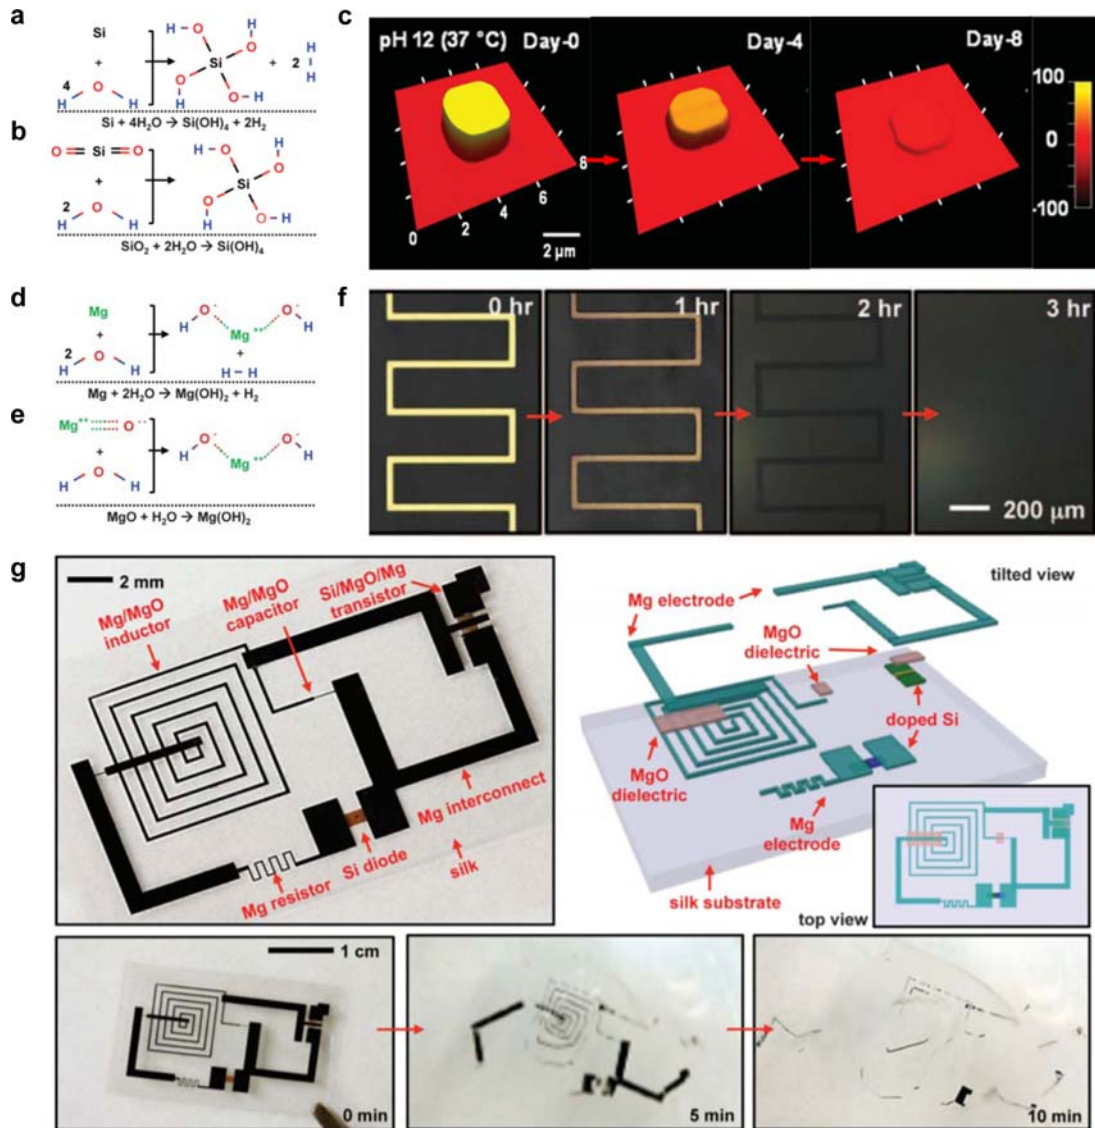 a
Si
+
4
H
O
H
H
O
O
H
Si
O
H
O
H
+
2
H
H
Si + 4H₂O → Si(OH)₄ + 2H₂
b
O
Si
O
+
2
H
O
H
H
O
O
H
Si
O
H
O
H
SiO₂ + 2H₂O → Si(OH)₄
c
pH 12 (37 °C) Day-0
Day-4
Day-8
0
2
4
6
8
2 µm
100
0
-100
d
Mg
+
2
H
O
H
O⁻
H
Mg⁺⁺
O⁻
H
+
H
H
Mg + 2H₂O → Mg(OH)₂ + H₂
e
Mg⁺⁺
O⁻⁻
+
H
O
H
O⁻
H
Mg⁺⁺
O⁻
H
MgO + H₂O → Mg(OH)₂
f
0 hr
1 hr
2 hr
3 hr
200 µm
g
2 mm
Mg/MgO
inductor
Mg/MgO
capacitor
Si/MgO/Mg
transistor
Mg interconnect
Si diode
silk
Mg resistor
tilted view
Mg electrode
MgO
dielectric
doped Si
MgO
dielectric
Mg
electrode
silk substrate
top view
1 cm
0 min
5 min
10 min